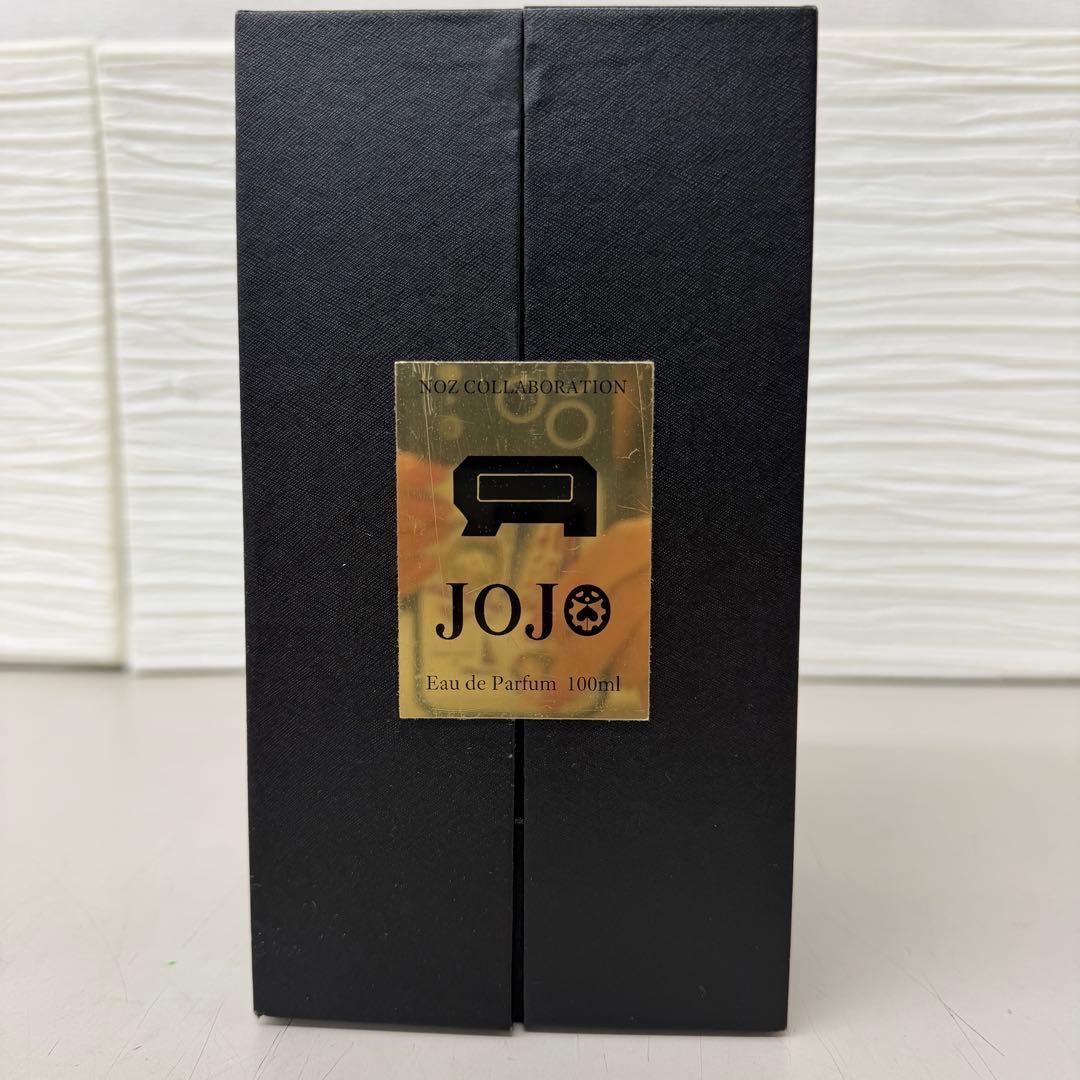 NOZ COLLABORATION
JOJO
Eau de Parfum 100ml